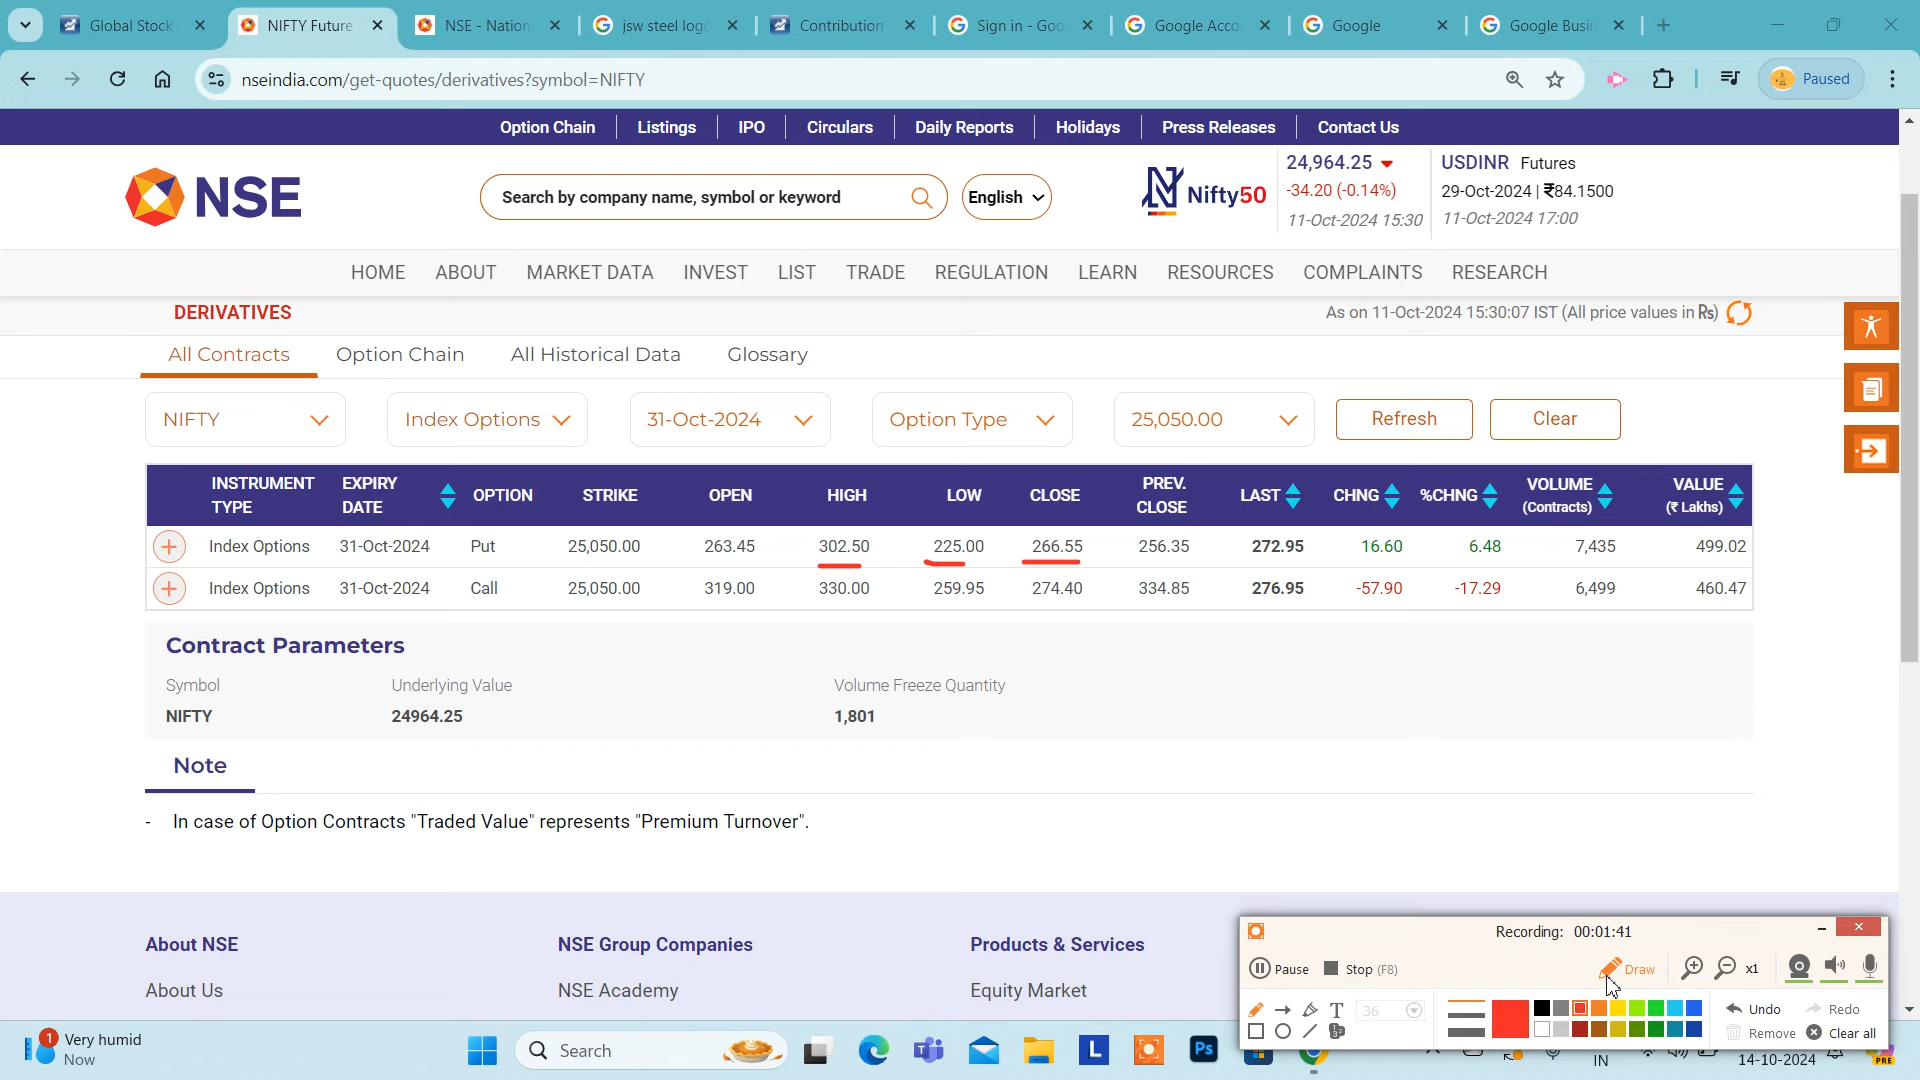 Global Stock
NIFTY Future
NSE - Nation
jsw steel logo
Contribution
Sign in - Goo
Google Acco
Google
Google Busin
nseindia.com/get-quotes/derivatives?symbol=NIFTY
Paused
Option Chain
Listings
IPO
Circulars
Daily Reports
Holidays
Press Releases
Contact Us
NSE
Search by company name, symbol or keyword
English
Nifty50
24,964.25
-34.20 (-0.14%)
11-Oct-2024 15:30
USDINR Futures
29-Oct-2024 | ₹84.1500
11-Oct-2024 17:00
HOME ABOUT MARKET DATA INVEST LIST TRADE REGULATION LEARN RESOURCES COMPLAINTS RESEARCH
DERIVATIVES
As on 11-Oct-2024 15:30:07 IST (All price values in Rs)
All Contracts
Option Chain
All Historical Data
Glossary
NIFTY
Index Options
31-Oct-2024
Option Type
25,050.00
Refresh
Clear
INSTRUMENT TYPE EXPIRY DATE OPTION STRIKE OPEN HIGH LOW CLOSE PREV. CLOSE LAST CHNG %CHNG VOLUME (Contracts) VALUE (₹ Lakhs)
Index Options 31-Oct-2024 Put 25,050.00 263.45 302.50 225.00 266.55 256.35 272.95 16.60 6.48 7,435 499.02
Index Options 31-Oct-2024 Call 25,050.00 319.00 330.00 259.95 274.40 334.85 276.95 -57.90 -17.29 6,499 460.47
Contract Parameters
Symbol Underlying Value Volume Freeze Quantity
NIFTY 24964.25 1,801
Note
- In case of Option Contracts "Traded Value" represents "Premium Turnover".
About NSE
NSE Group Companies
Products & Services
About Us
NSE Academy
Equity Market
Recording: 00:01:41
Pause
Stop (F8)
Draw
x1
T
36
Undo
Redo
Remove
Clear all
1
Very humid
Now
Search
L
Ps
IN
14-10-2024
PRE